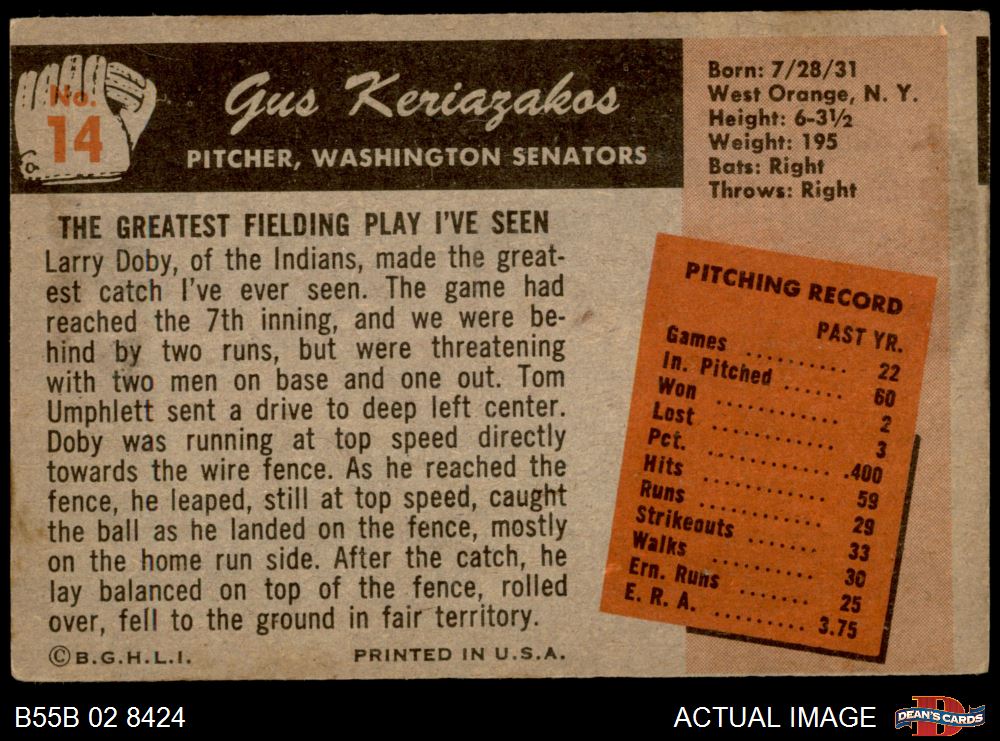 No.
14
Gus Keriazakos
PITCHER, WASHINGTON SENATORS
Born: 7/28/31
West Orange, N. Y.
Height: 6-3½
Weight: 195
Bats: Right
Throws: Right
THE GREATEST FIELDING PLAY I'VE SEEN
Larry Doby, of the Indians, made the great-
est catch I've ever seen. The game had
reached the 7th inning, and we were be-
hind by two runs, but were threatening
with two men on base and one out. Tom
Umphlett sent a drive to deep left center.
Doby was running at top speed directly
towards the wire fence. As he reached the
fence, he leaped, still at top speed, caught
the ball as he landed on the fence, mostly
on the home run side. After the catch, he
lay balanced on top of the fence, rolled
over, fell to the ground in fair territory.
©B.G.H.L.I. PRINTED IN U.S.A.
PITCHING RECORD
PAST YR.
Games ........ 22
In. Pitched ...... 60
Won ............ 2
Lost ............ 3
Pct. ............ .400
Hits ............ 59
Runs ............ 29
Strikeouts ....... 33
Walks .......... 30
Ern. Runs ....... 25
E. R. A. .......... 3.75
B55B 02 8424
ACTUAL IMAGE
D
DEAN'S CARDS